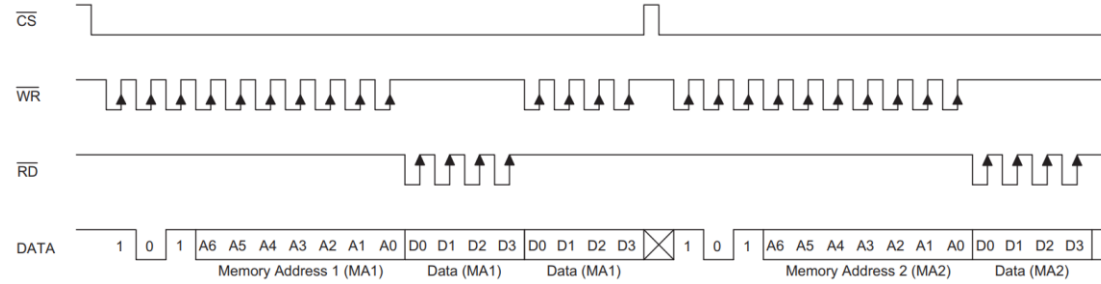 CS
WR
RD
DATA 1 0 1 A6 A5 A4 A3 A2 A1 A0 D0 D1 D2 D3 D0 D1 D2 D3 1 0 1 A6 A5 A4 A3 A2 A1 A0 D0 D1 D2 D3
Memory Address 1 (MA1) Data (MA1) Data (MA1) Memory Address 2 (MA2) Data (MA2)